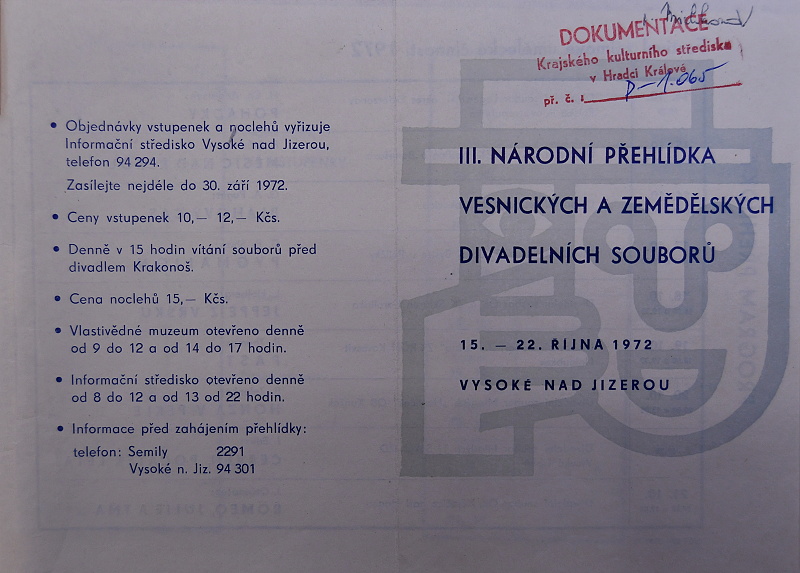 • Objednávky vstupenek a noclehů vyřizuje
Informační středisko Vysoké nad Jizerou,
telefon 94 294.
Zasílejte nejděle do 30. září 1972.
• Ceny vstupenek 10,— 12,— Kčs.
• Denně v 15 hodin vítání souborů před
divadlem Krakonoš.
• Cena noclehů 15,— Kčs.
• Vlastivědné muzeum otevřeno denně
od 9 do 12 a od 14 do 17 hodin.
• Informační středisko otevřeno denně
od 8 do 12 a od 13 od 22 hodin.
• Informace před zahájením přehlídky:
telefon: Semily 2291
Vysoké n. Jiz. 94 301
DOKUMENTACE
Krajského kulturního střediska
v Hradci Králové
př. č. : D-1.065
III. NÁRODNÍ PŘEHLÍDKA
VESNICKÝCH A ZEMĚDĚLSKÝCH
DIVADELNÍCH SOUBORŮ
15. — 22. ŘÍJNA 1972
VYSOKÉ NAD JIZEROU